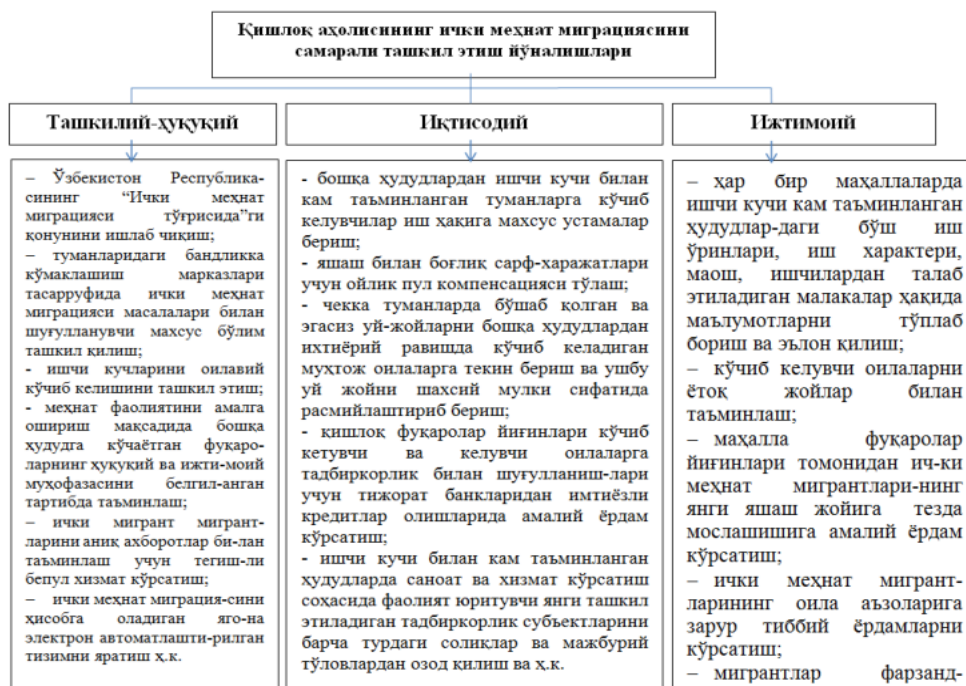 Қишлоқ аҳолисининг ички меҳнат миграциясини
самарали ташкил этиш йўналишлари
Ташкилий-ҳуқуқий
– Ўзбекистон Республика-
сининг “Ички меҳнат
миграцияси тўғрисида”ги
қонунини ишлаб чиқиш;
– туманларидаги бандликка
кўмаклашиш марказлари
тасарруфида ички меҳнат
миграцияси масалалари билан
шуғулланувчи махсус бўлим
ташкил қилиш;
- ишчи кучларини оилавий
кўчиб келишини ташкил этиш;
- меҳнат фаолиятини амалга
ошириш мақсадида бошқа
ҳудудга кўчаётган фуқаро-
ларнинг ҳуқуқий ва ижти-моий
муҳофазасини белгил-анган
тартибда таъминлаш;
– ички мигрант мигрант-
ларини аниқ ахборотлар би-лан
таъминлаш учун тегиш-ли
бепул хизмат кўрсатиш;
– ички меҳнат миграция-сини
ҳисобга оладиган яго-на
электрон автоматлашти-рилган
тизимни яратиш ҳ.к.
Иқтисодий
- бошқа ҳудудлардан ишчи кучи билан
кам таъминланган туманларга кўчиб
келувчилар иш ҳақига махсус устамалар
бериш;
- яшаш билан боғлиқ сарф-харажатлари
учун ойлик пул компенсацияси тўлаш;
- чекка туманларда бўшаб қолган ва
эгасиз уй-жойларни бошқа ҳудудлардан
ихтиёрий равишда кўчиб келадиган
муҳтож оилаларга текин бериш ва ушбу
уй жойни шахсий мулки сифатида
расмийлаштириб бериш;
- қишлоқ фуқаролар йиғинлари кўчиб
кетувчи ва келувчи оилаларга
тадбиркорлик билан шуғулланиш-лари
учун тижорат банкларидан имтиёзли
кредитлар олишларида амалий ёрдам
кўрсатиш;
- ишчи кучи билан кам таъминланган
ҳудудларда саноат ва хизмат кўрсатиш
соҳасида фаолият юритувчи янги ташкил
этиладиган тадбиркорлик субъектларини
барча турдаги солиқлар ва мажбурий
тўловлардан озод қилиш ва ҳ.к.
Ижтимоий
– ҳар бир маҳаллаларда
ишчи кучи кам таъминланган
ҳудудлар-даги бўш иш
ўринлари, иш характери,
маош, ишчилардан талаб
этиладиган малакалар ҳақида
маълумотларни тўплаб
бориш ва эълон қилиш;
– кўчиб келувчи оилаларни
ётоқ жойлар билан
таъминлаш;
– маҳалла фуқаролар
йиғинлари томонидан ич-ки
меҳнат мигрантлари-нинг
янги яшаш жойига тезда
мослашишига амалий ёрдам
кўрсатиш;
– ички меҳнат мигрант-
ларининг оила аъзоларига
зарур тиббий ёрдамларни
кўрсатиш;
– мигрантлар фарзанд-